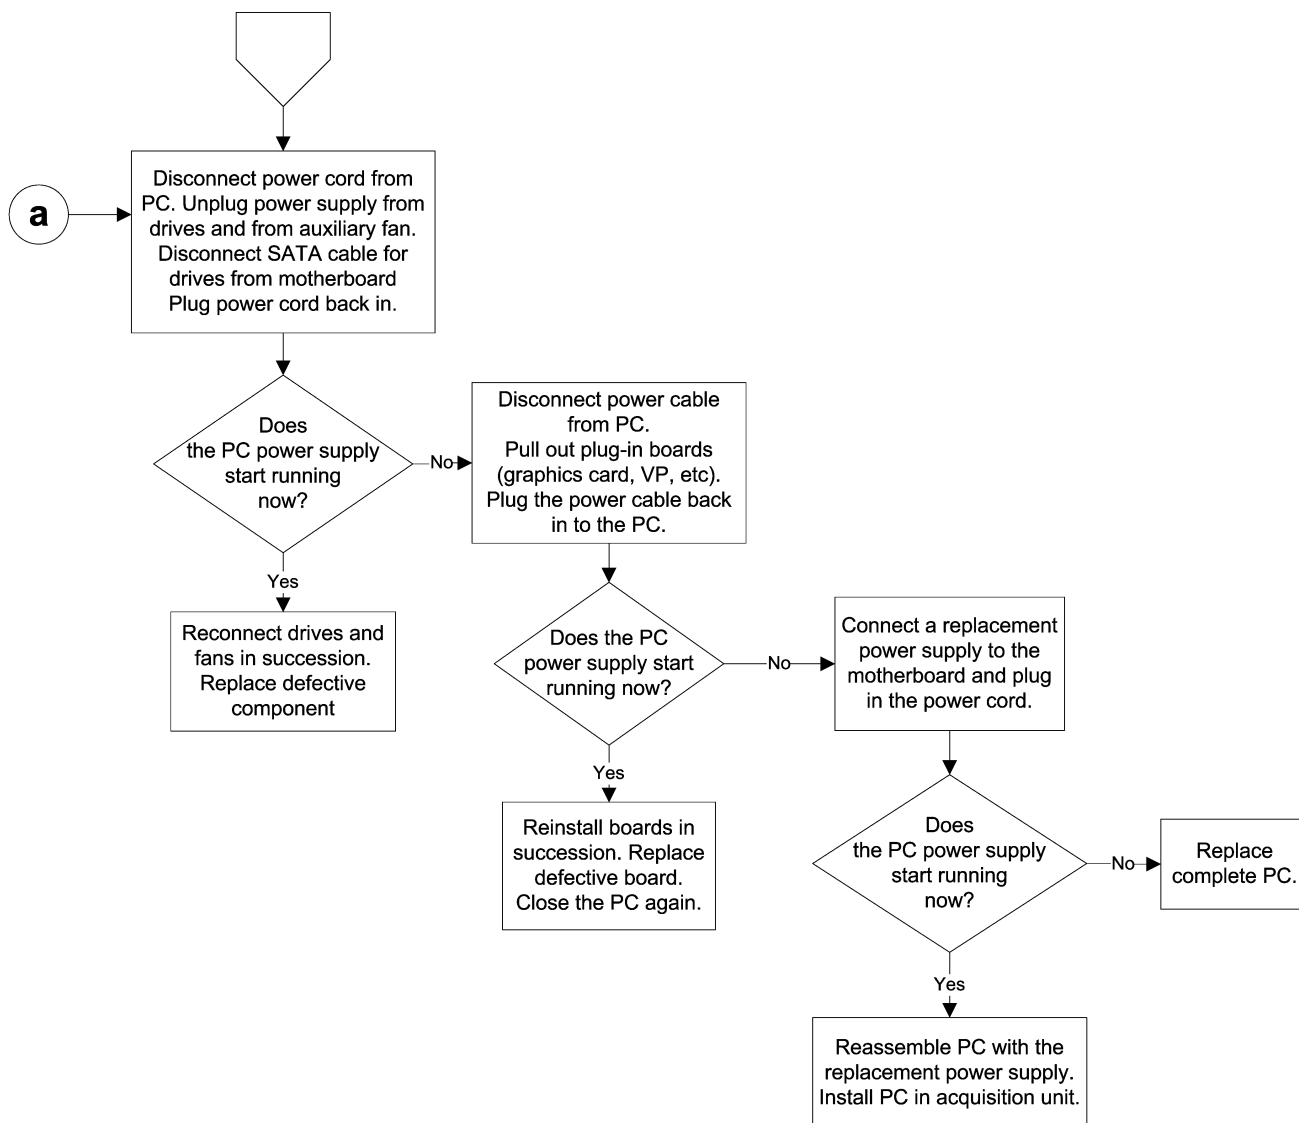 a
Disconnect power cord from
PC. Unplug power supply from
drives and from auxiliary fan.
Disconnect SATA cable for
drives from motherboard
Plug power cord back in.
Does
the PC power supply
start running
now?
No
Yes
Reconnect drives and
fans in succession.
Replace defective
component
Disconnect power cable
from PC.
Pull out plug-in boards
(graphics card, VP, etc).
Plug the power cable back
in to the PC.
Does the PC
power supply start
running now?
No
Yes
Reinstall boards in
succession. Replace
defective board.
Close the PC again.
Connect a replacement
power supply to the
motherboard and plug
in the power cord.
Does
the PC power supply
start running
now?
No
Yes
Replace
complete PC.
Reassemble PC with the
replacement power supply.
Install PC in acquisition unit.